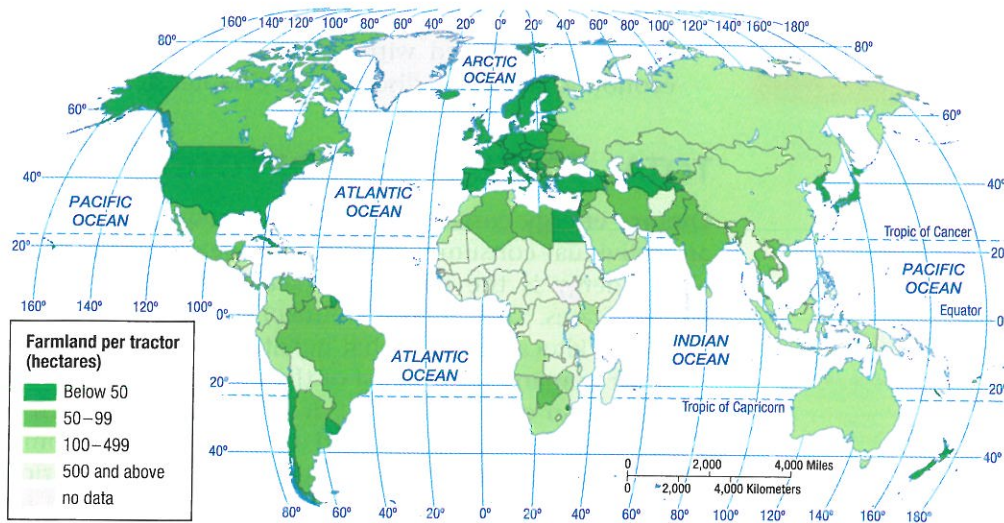 160° 140° 120° 80° 40° 20° 0° 20° 40° 60° 80° 100° 140° 160° 180°
80°
80°
ARCTIC
OCEAN
60°
60°
40°
40°
PACIFIC
OCEAN
ATLANTIC
OCEAN
20°
20°
Tropic of Cancer
PACIFIC
OCEAN
160° 140° 120° 100°
0°
0°
Equator
INDIAN
OCEAN
ATLANTIC
OCEAN
20°
20°
Tropic of Capricorn
40°
40°
0 2,000 4,000 Miles
0 2,000 4,000 Kilometers
80° 60° 40° 20° 0° 20° 40° 60° 80° 100° 120° 140° 160° 180°
Farmland per tractor
(hectares)
Below 50
50–99
100–499
500 and above
no data